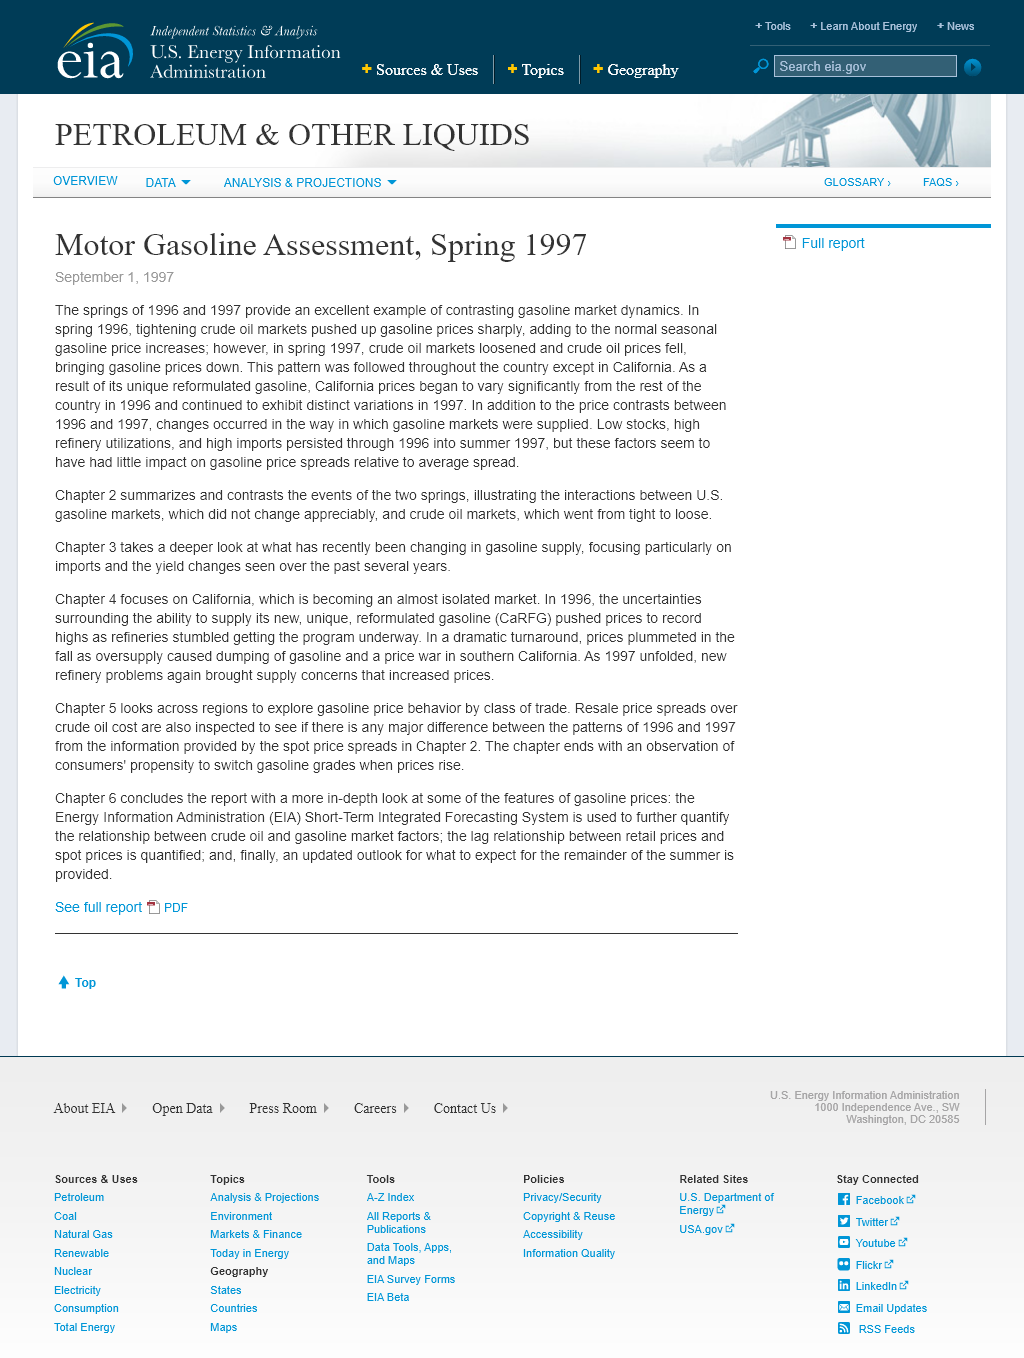 + Tools + Learn About Energy + News
Independent Statistics & Analysis
U.S. Energy Information
Administration
eia
+ Sources & Uses + Topics + Geography
Search eia.gov
PETROLEUM & OTHER LIQUIDS
OVERVIEW DATA ANALYSIS & PROJECTIONS GLOSSARY › FAQS ›
Motor Gasoline Assessment, Spring 1997
Full report
September 1, 1997
The springs of 1996 and 1997 provide an excellent example of contrasting gasoline market dynamics. In
spring 1996, tightening crude oil markets pushed up gasoline prices sharply, adding to the normal seasonal
gasoline price increases; however, in spring 1997, crude oil markets loosened and crude oil prices fell,
bringing gasoline prices down. This pattern was followed throughout the country except in California. As a
result of its unique reformulated gasoline, California prices began to vary significantly from the rest of the
country in 1996 and continued to exhibit distinct variations in 1997. In addition to the price contrasts between
1996 and 1997, changes occurred in the way in which gasoline markets were supplied. Low stocks, high
refinery utilizations, and high imports persisted through 1996 into summer 1997, but these factors seem to
have had little impact on gasoline price spreads relative to average spread.
Chapter 2 summarizes and contrasts the events of the two springs, illustrating the interactions between U.S.
gasoline markets, which did not change appreciably, and crude oil markets, which went from tight to loose.
Chapter 3 takes a deeper look at what has recently been changing in gasoline supply, focusing particularly on
imports and the yield changes seen over the past several years.
Chapter 4 focuses on California, which is becoming an almost isolated market. In 1996, the uncertainties
surrounding the ability to supply its new, unique, reformulated gasoline (CaRFG) pushed prices to record
highs as refineries stumbled getting the program underway. In a dramatic turnaround, prices plummeted in the
fall as oversupply caused dumping of gasoline and a price war in southern California. As 1997 unfolded, new
refinery problems again brought supply concerns that increased prices.
Chapter 5 looks across regions to explore gasoline price behavior by class of trade. Resale price spreads over
crude oil cost are also inspected to see if there is any major difference between the patterns of 1996 and 1997
from the information provided by the spot price spreads in Chapter 2. The chapter ends with an observation of
consumers' propensity to switch gasoline grades when prices rise.
Chapter 6 concludes the report with a more in-depth look at some of the features of gasoline prices: the
Energy Information Administration (EIA) Short-Term Integrated Forecasting System is used to further quantify
the relationship between crude oil and gasoline market factors; the lag relationship between retail prices and
spot prices is quantified; and, finally, an updated outlook for what to expect for the remainder of the summer is
provided.
See full report PDF
Top
About EIA Open Data Press Room Careers Contact Us
U.S. Energy Information Administration
1000 Independence Ave., SW
Washington, DC 20585
Sources & Uses
Petroleum
Coal
Natural Gas
Renewable
Nuclear
Electricity
Consumption
Total Energy
Topics
Analysis & Projections
Environment
Markets & Finance
Today in Energy
Geography
States
Countries
Maps
Tools
A-Z Index
All Reports &
Publications
Data Tools, Apps,
and Maps
EIA Survey Forms
EIA Beta
Policies
Privacy/Security
Copyright & Reuse
Accessibility
Information Quality
Related Sites
U.S. Department of
Energy
USA.gov
Stay Connected
Facebook
Twitter
Youtube
Flickr
LinkedIn
Email Updates
RSS Feeds